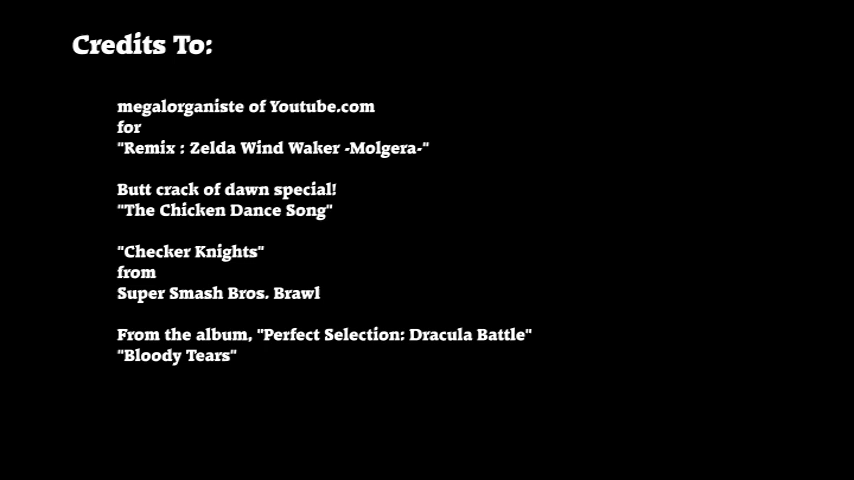 Credits To:
megalorganiste of Youtube.com
for
"Remix : Zelda Wind Waker -Molgera-"
Butt crack of dawn special!
"The Chicken Dance Song"
"Checker Knights"
from
Super Smash Bros. Brawl
From the album, "Perfect Selection: Dracula Battle"
"Bloody Tears"